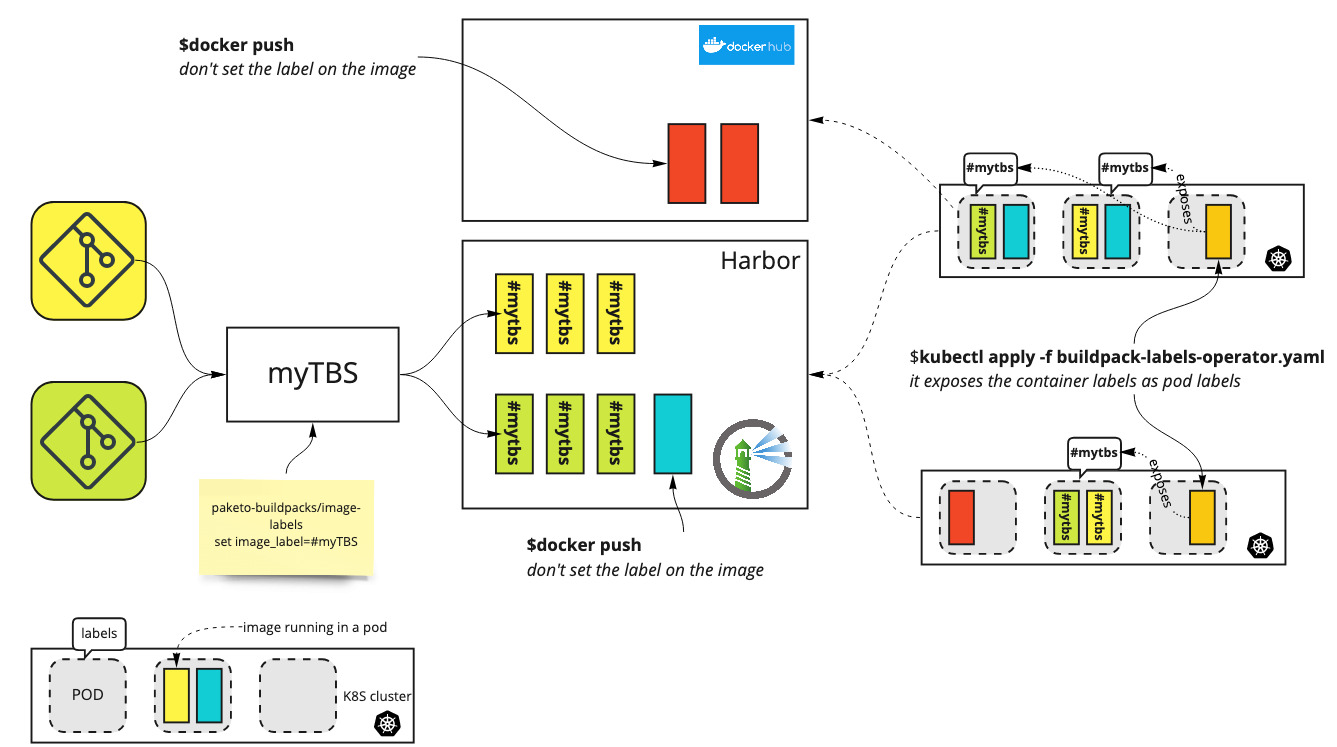 $docker push
don't set the label on the image
dockerhub
#mytbs
#mytbs
exposes
#mytbs
#mytbs
Harbor
#mytbs
#mytbs
#mytbs
myTBS
#mytbs
#mytbs
#mytbs
$kubectl apply -f buildpack-labels-operator.yaml
it exposes the container labels as pod labels
#mytbs
exposes
#mytbs
#mytbs
paketo-buildpacks/image-
labels
set image_label=#myTBS
$docker push
don't set the label on the image
labels
image running in a pod
POD
K8S cluster